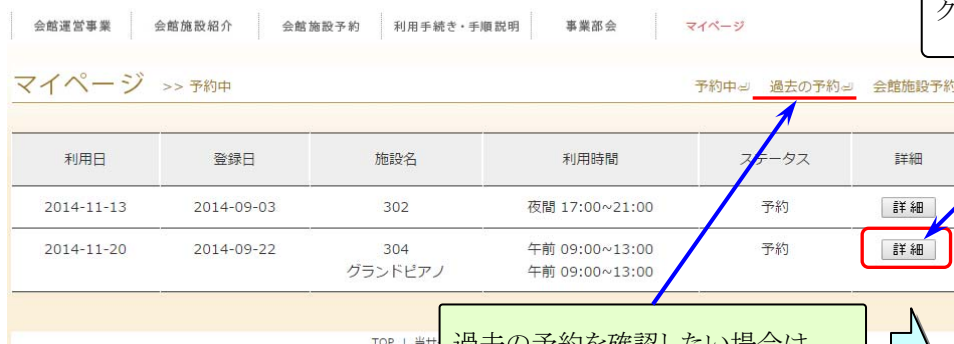 会館運営事業 会館施設紹介 会館施設予約 利用手続き・手順説明 事業部会 マイページ
マイページ >> 予約中 予約中 過去の予約 会館施設予約
利用日 登録日 施設名 利用時間 ステータス 詳細
2014-11-13 2014-09-03 302 夜間 17:00~21:00 予約 詳細
2014-11-20 2014-09-22 304 午前 09:00~13:00 予約 詳細
グランドピアノ 午前 09:00~13:00
TOP | 当サ
過去の予約を確認したい場合は